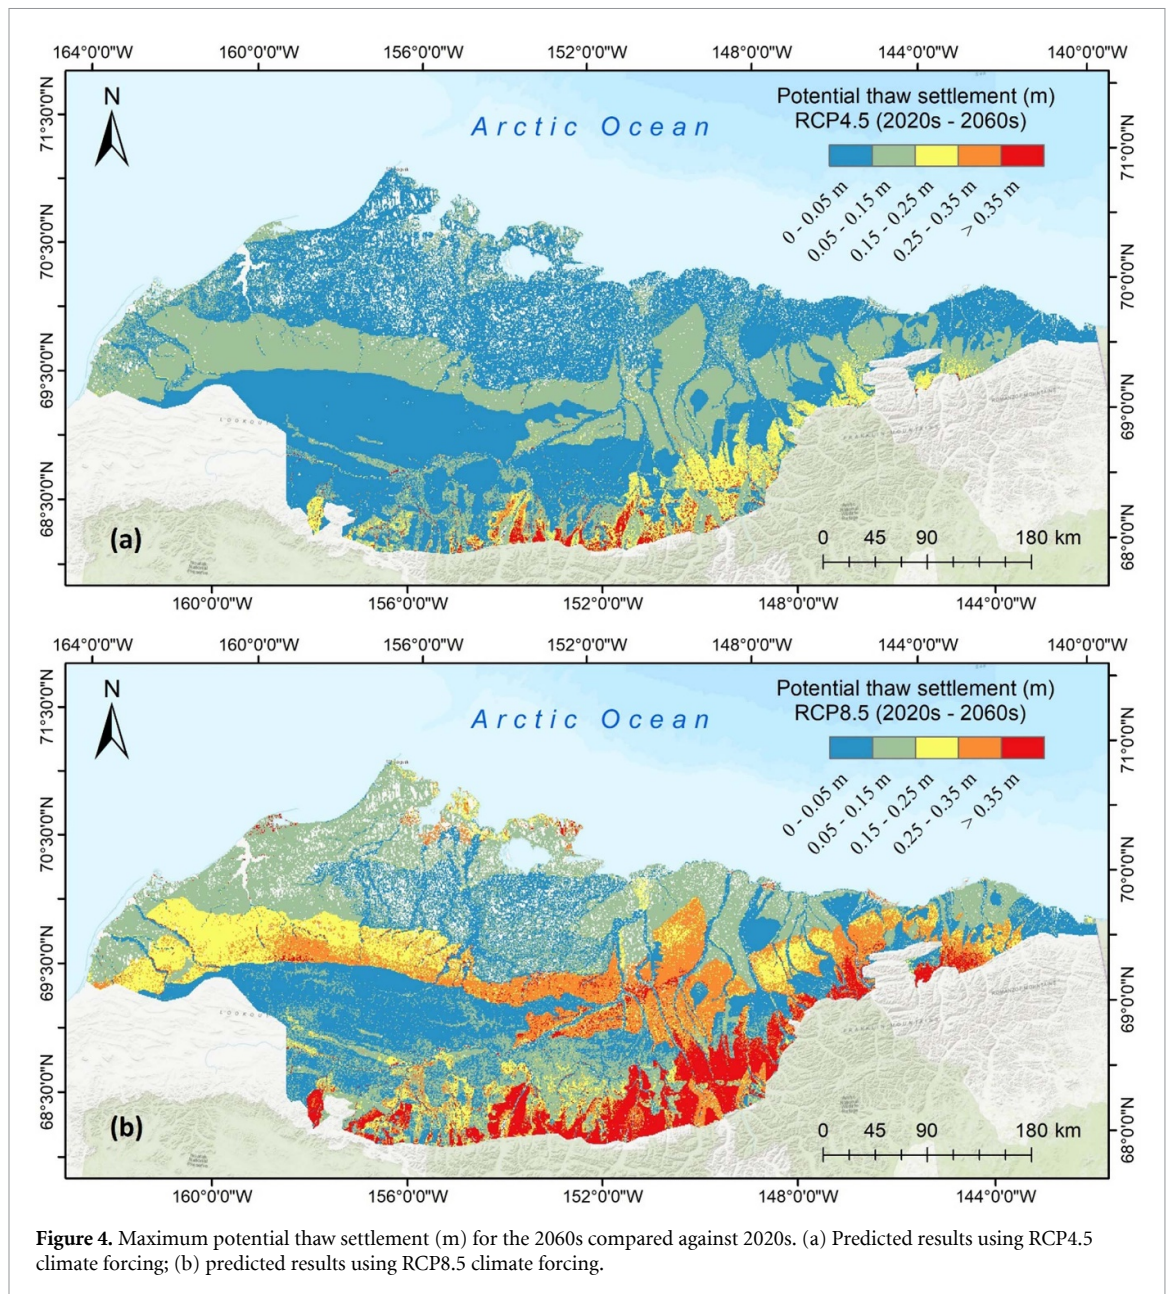 164°0'0"W 160°0'0"W 156°0'0"W 152°0'0"W 148°0'0"W 144°0'0"W 140°0'0"W
N
Arctic Ocean
Potential thaw settlement (m)
RCP4.5 (2020s - 2060s)
0 - 0.05 m
0.05 - 0.15 m
0.15 - 0.25 m
0.25 - 0.35 m
> 0.35 m
71°30'0"N
70°30'0"N
69°30'0"N
68°30'0"N
71°0'0"N
70°0'0"N
69°0'0"N
68°0'0"N
(a)
0 45 90 180 km
160°0'0"W 156°0'0"W 152°0'0"W 148°0'0"W 144°0'0"W
164°0'0"W 160°0'0"W 156°0'0"W 152°0'0"W 148°0'0"W 144°0'0"W 140°0'0"W
N
Arctic Ocean
Potential thaw settlement (m)
RCP8.5 (2020s - 2060s)
0 - 0.05 m
0.05 - 0.15 m
0.15 - 0.25 m
0.25 - 0.35 m
> 0.35 m
71°30'0"N
70°30'0"N
69°30'0"N
68°30'0"N
71°0'0"N
70°0'0"N
69°0'0"N
68°0'0"N
(b)
0 45 90 180 km
160°0'0"W 156°0'0"W 152°0'0"W 148°0'0"W 144°0'0"W
Figure 4. Maximum potential thaw settlement (m) for the 2060s compared against 2020s. (a) Predicted results using RCP4.5
climate forcing; (b) predicted results using RCP8.5 climate forcing.